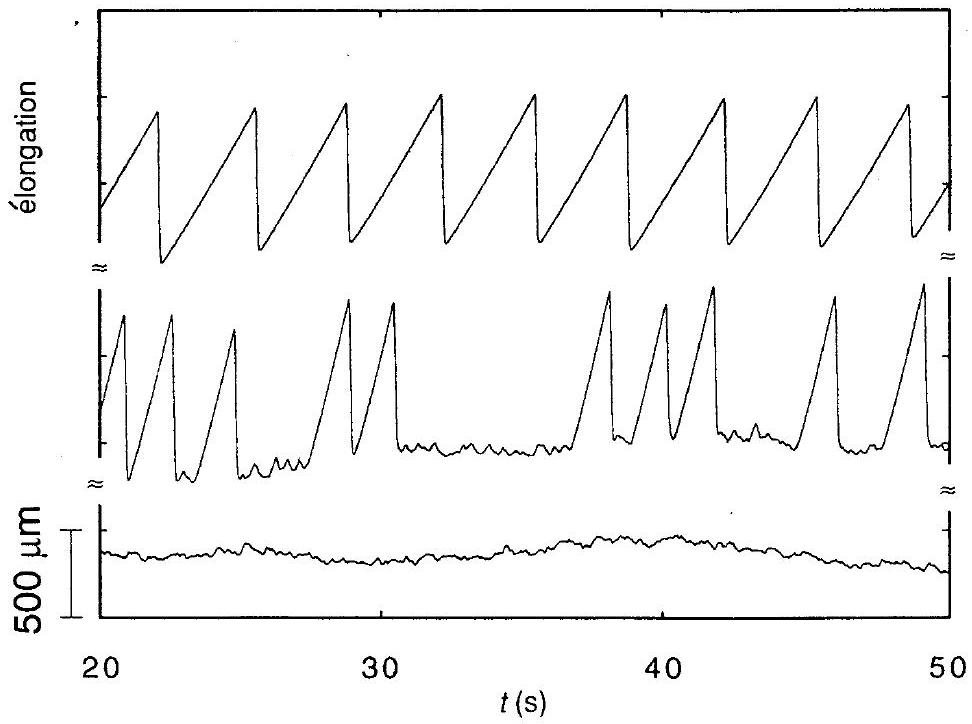 élongation
≈ ≈
≈ ≈
500 μm
20 30 40 50
t (s)